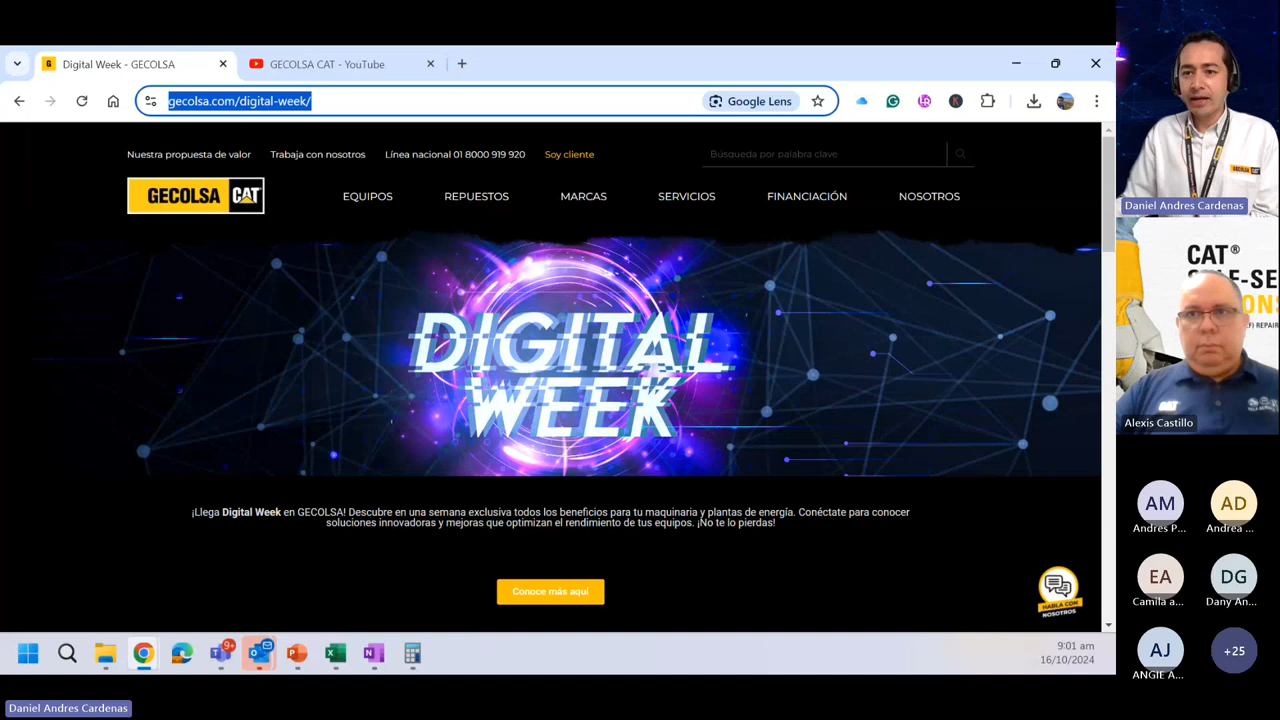 Digital Week - GECOLSA
GECOLSA CAT - YouTube
gecolsa.com/digital-week/
Google Lens
Nuestra propuesta de valor
Trabaja con nosotros
Línea nacional 01 8000 919 920
Soy cliente
Búsqueda por palabra clave
GECOLSA CAT
EQUIPOS
REPUESTOS
MARCAS
SERVICIOS
FINANCIACIÓN
NOSOTROS
DIGITAL
WEEK
¡Llega Digital Week en GECOLSA! Descubre en una semana exclusiva todos los beneficios para tu maquinaria y plantas de energía. Conéctate para conocer
soluciones innovadoras y mejoras que optimizan el rendimiento de tus equipos. ¡No te lo pierdas!
Conoce más aquí
HABLA CON
NOSOTROS
9+
9:01 am
16/10/2024
Daniel Andres Cardenas
Daniel Andres Cardenas
CAT®
CAT
Alexis Castillo
AM
Andres P...
AD
Andrea ...
EA
Camila a...
DG
Dany An...
AJ
ANGIE A...
+25